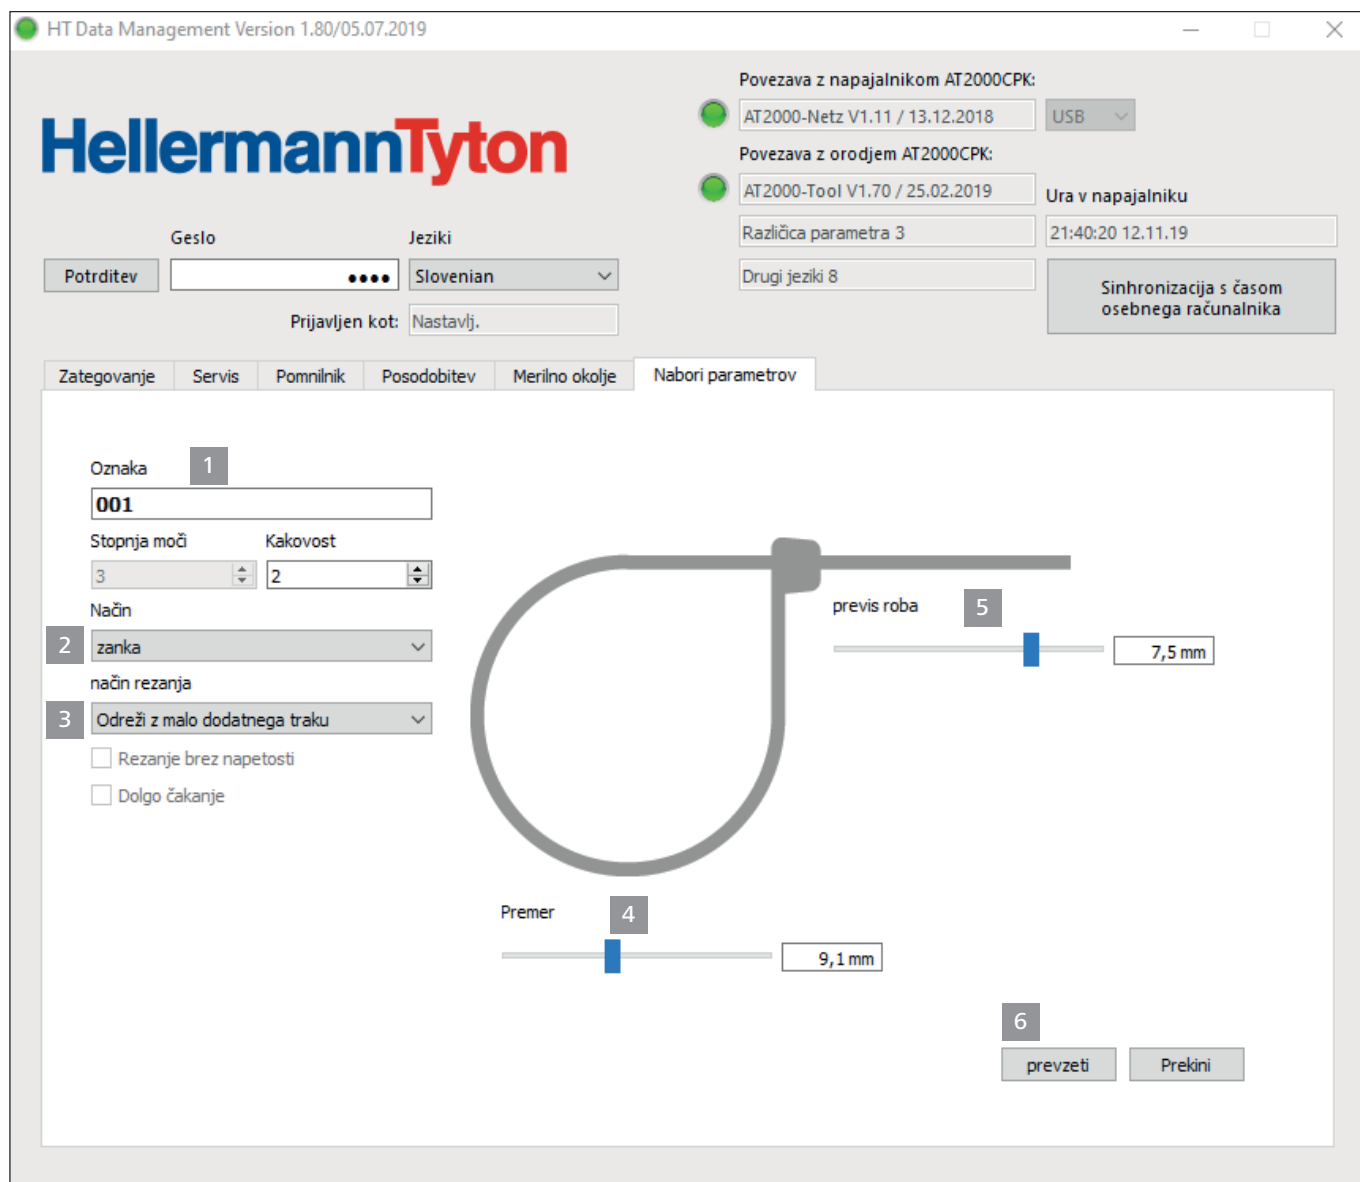 HT Data Management Version 1.80/05.07.2019
HellermannTyton
Povezava z napajalnikom AT2000CPK:
AT2000-Netz V1.11 / 13.12.2018
USB
Povezava z orodjem AT2000CPK:
AT2000-Tool V1.70 / 25.02.2019
Ura v napajalniku
Različica parametra 3
21:40:20 12.11.19
Drugi jeziki 8
Sinhronizacija s časom
osebnega računalnika
Geslo
Jeziki
Potrditev
●●●●
Slovenian
Prijavljen kot:
Nastavlj.
Zategovanje
Servis
Pomnilnik
Posodobitev
Merilno okolje
Nabori parametrov
Oznaka
1
001
Stopnja moči
Kakovost
3
2
Način
2
zanka
način rezanja
3
Odreži z malo dodatnega traku
Rezanje brez napetosti
Dolgo čakanje
previs roba
5
7,5 mm
Premer
4
9,1 mm
6
prevzeti
Prekini